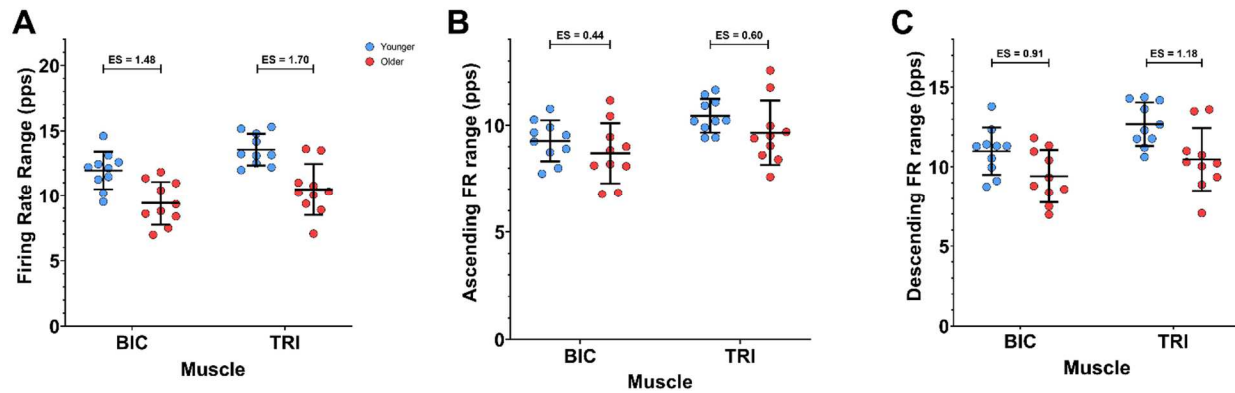 A
Firing Rate Range (pps)
20
15
10
5
0
ES = 1.48
ES = 1.70
Younger
Older
BIC
TRI
Muscle
B
Ascending FR range (pps)
10
5
0
ES = 0.44
ES = 0.60
BIC
TRI
Muscle
C
Descending FR range (pps)
15
10
5
0
ES = 0.91
ES = 1.18
BIC
TRI
Muscle